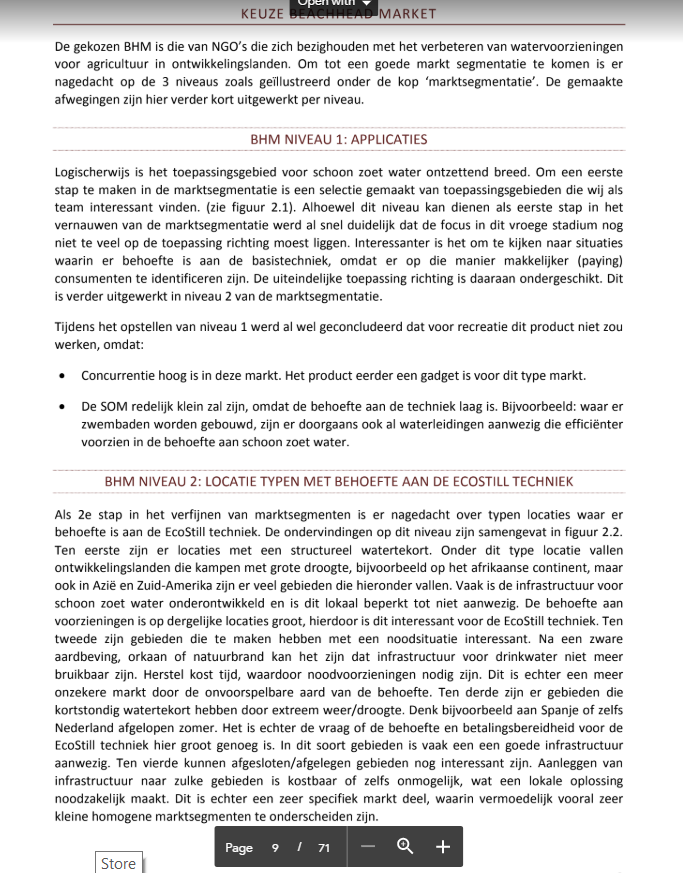 Open with
KEUZE BEACHHEAD MARKET
De gekozen BHM is die van NGO's die zich bezighouden met het verbeteren van watervoorzieningen
voor agricultuur in ontwikkelingslanden. Om tot een goede markt segmentatie te komen is er
nagedacht op de 3 niveaus zoals geïllustreerd onder de kop 'marktsegmentatie'. De gemaakte
afwegingen zijn hier verder kort uitgewerkt per niveau.
BHM NIVEAU 1: APPLICATIES
Logischerwijs is het toepassingsgebied voor schoon zoet water ontzettend breed. Om een eerste
stap te maken in de marktsegmentatie is een selectie gemaakt van toepassingsgebieden die wij als
team interessant vinden. (zie figuur 2.1). Alhoewel dit niveau kan dienen als eerste stap in het
vernauwen van de marktsegmentatie werd al snel duidelijk dat de focus in dit vroege stadium nog
niet te veel op de toepassing richting moest liggen. Interessanter is het om te kijken naar situaties
waarin er behoefte is aan de basistechniek, omdat er op die manier makkelijker (paying)
consumenten te identificeren zijn. De uiteindelijke toepassing richting is daaraan ondergeschikt. Dit
is verder uitgewerkt in niveau 2 van de marktsegmentatie.
Tijdens het opstellen van niveau 1 werd al wel geconcludeerd dat voor recreatie dit product niet zou
werken, omdat:
• Concurrentie hoog is in deze markt. Het product eerder een gadget is voor dit type markt.
• De SOM redelijk klein zal zijn, omdat de behoefte aan de techniek laag is. Bijvoorbeeld: waar er
zwembaden worden gebouwd, zijn er doorgaans ook al waterleidingen aanwezig die efficiënter
voorzien in de behoefte aan schoon zoet water.
BHM NIVEAU 2: LOCATIE TYPEN MET BEHOEFTE AAN DE ECOSTILL TECHNIEK
Als 2e stap in het verfijnen van marktsegmenten is er nagedacht over typen locaties waar er
behoefte is aan de EcoStill techniek. De ondervindingen op dit niveau zijn samengevat in figuur 2.2.
Ten eerste zijn er locaties met een structureel watertekort. Onder dit type locatie vallen
ontwikkelingslanden die kampen met grote droogte, bijvoorbeeld op het afrikaanse continent, maar
ook in Azië en Zuid-Amerika zijn er veel gebieden die hieronder vallen. Vaak is de infrastructuur voor
schoon zoet water onderontwikkeld en is dit lokaal beperkt tot niet aanwezig. De behoefte aan
voorzieningen is op dergelijke locaties groot, hierdoor is dit interessant voor de EcoStill techniek. Ten
tweede zijn gebieden die te maken hebben met een noodsituatie interessant. Na een zware
aardbeving, orkaan of natuurbrand kan het zijn dat infrastructuur voor drinkwater niet meer
bruikbaar zijn. Herstel kost tijd, waardoor noodvoorzieningen nodig zijn. Dit is echter een meer
onzekere markt door de onvoorspelbare aard van de behoefte. Ten derde zijn er gebieden die
kortstondig watertekort hebben door extreem weer/droogte. Denk bijvoorbeeld aan Spanje of zelfs
Nederland afgelopen zomer. Het is echter de vraag of de behoefte en betalingsbereidheid voor de
EcoStill techniek hier groot genoeg is. In dit soort gebieden is vaak een een goede infrastructuur
aanwezig. Ten vierde kunnen afgesloten/afgelegen gebieden nog interessant zijn. Aanleggen van
infrastructuur naar zulke gebieden is kostbaar of zelfs onmogelijk, wat een lokale oplossing
noodzakelijk maakt. Dit is echter een zeer specifiek markt deel, waarin vermoedelijk vooral zeer
kleine homogene marktsegmenten te onderscheiden zijn.
Page 9 / 71
Store